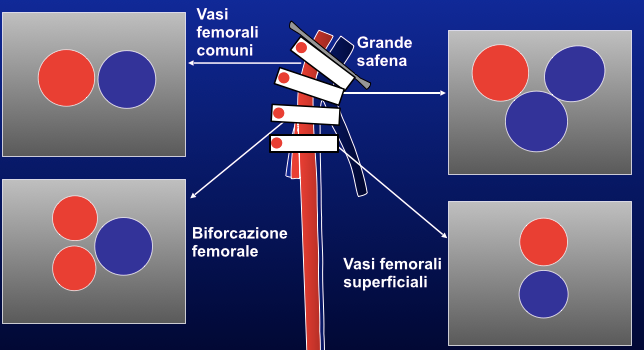 Vasi
femorali
comuni
Grande
safena
Biforcazione
femorale
Vasi femorali
superficiali